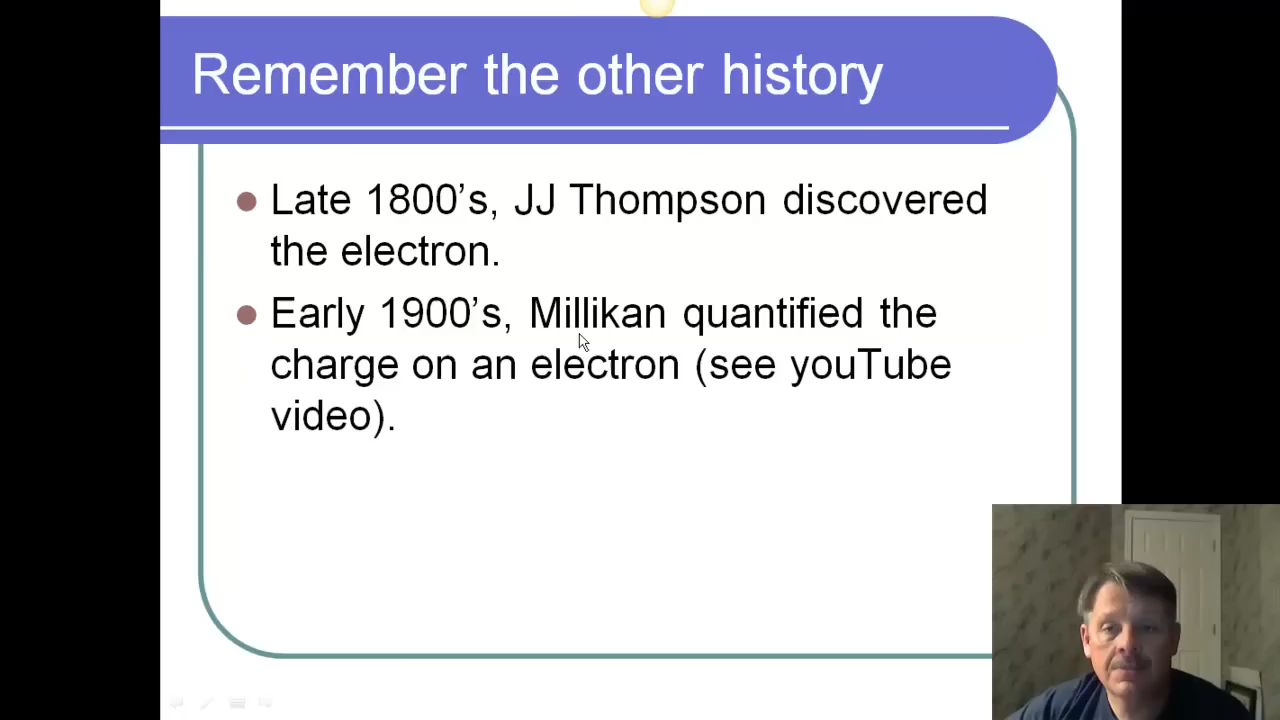 Remember the other history
Late 1800's, JJ Thompson discovered
the electron.
Early 1900's, Millikan quantified the
charge on an electron (see youTube
video).